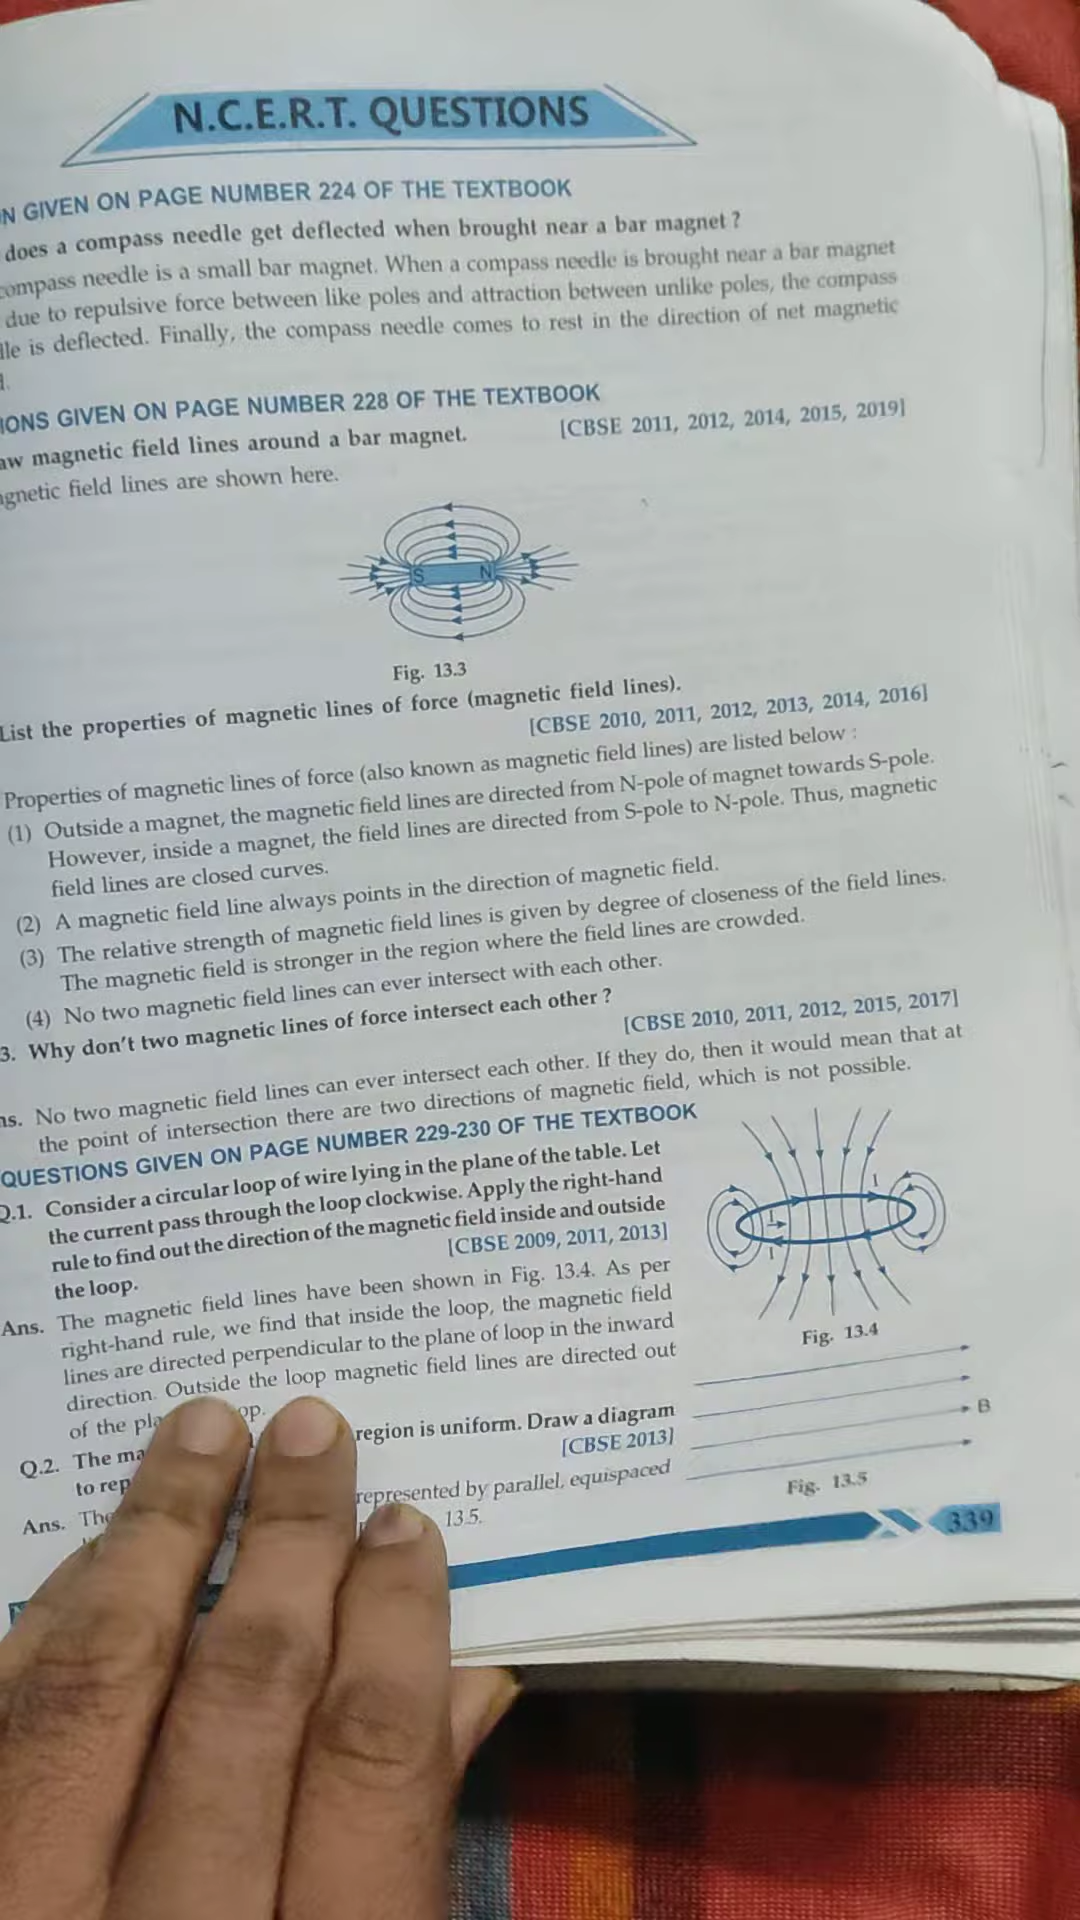 N.C.E.R.T. QUESTIONS
N GIVEN ON PAGE NUMBER 224 OF THE TEXTBOOK
does a compass needle get deflected when brought near a bar magnet ?
compass needle is a small bar magnet. When a compass needle is brought near a bar magnet
due to repulsive force between like poles and attraction between unlike poles, the compass
dle is deflected. Finally, the compass needle comes to rest in the direction of net magnetic
d.
IONS GIVEN ON PAGE NUMBER 228 OF THE TEXTBOOK
aw magnetic field lines around a bar magnet. [CBSE 2011, 2012, 2014, 2015, 2019]
agnetic field lines are shown here.
S N
Fig. 13.3
List the properties of magnetic lines of force (magnetic field lines).
[CBSE 2010, 2011, 2012, 2013, 2014, 2016]
Properties of magnetic lines of force (also known as magnetic field lines) are listed below :
(1) Outside a magnet, the magnetic field lines are directed from N-pole of magnet towards S-pole.
However, inside a magnet, the field lines are directed from S-pole to N-pole. Thus, magnetic
field lines are closed curves.
(2) A magnetic field line always points in the direction of magnetic field.
(3) The relative strength of magnetic field lines is given by degree of closeness of the field lines.
The magnetic field is stronger in the region where the field lines are crowded.
(4) No two magnetic field lines can ever intersect with each other.
3. Why don't two magnetic lines of force intersect each other ?
[CBSE 2010, 2011, 2012, 2015, 2017]
ns. No two magnetic field lines can ever intersect each other. If they do, then it would mean that at
the point of intersection there are two directions of magnetic field, which is not possible.
QUESTIONS GIVEN ON PAGE NUMBER 229-230 OF THE TEXTBOOK
Q.1. Consider a circular loop of wire lying in the plane of the table. Let
the current pass through the loop clockwise. Apply the right-hand
rule to find out the direction of the magnetic field inside and outside
the loop. [CBSE 2009, 2011, 2013]
Ans. The magnetic field lines have been shown in Fig. 13.4. As per
right-hand rule, we find that inside the loop, the magnetic field
lines are directed perpendicular to the plane of loop in the inward
direction. Outside the loop magnetic field lines are directed out
of the pla op.
I
I
I
Fig. 13.4
Q.2. The ma region is uniform. Draw a diagram
to rep [CBSE 2013]
Ans. The represented by parallel, equispaced
13.5.
B
Fig. 13.5
339